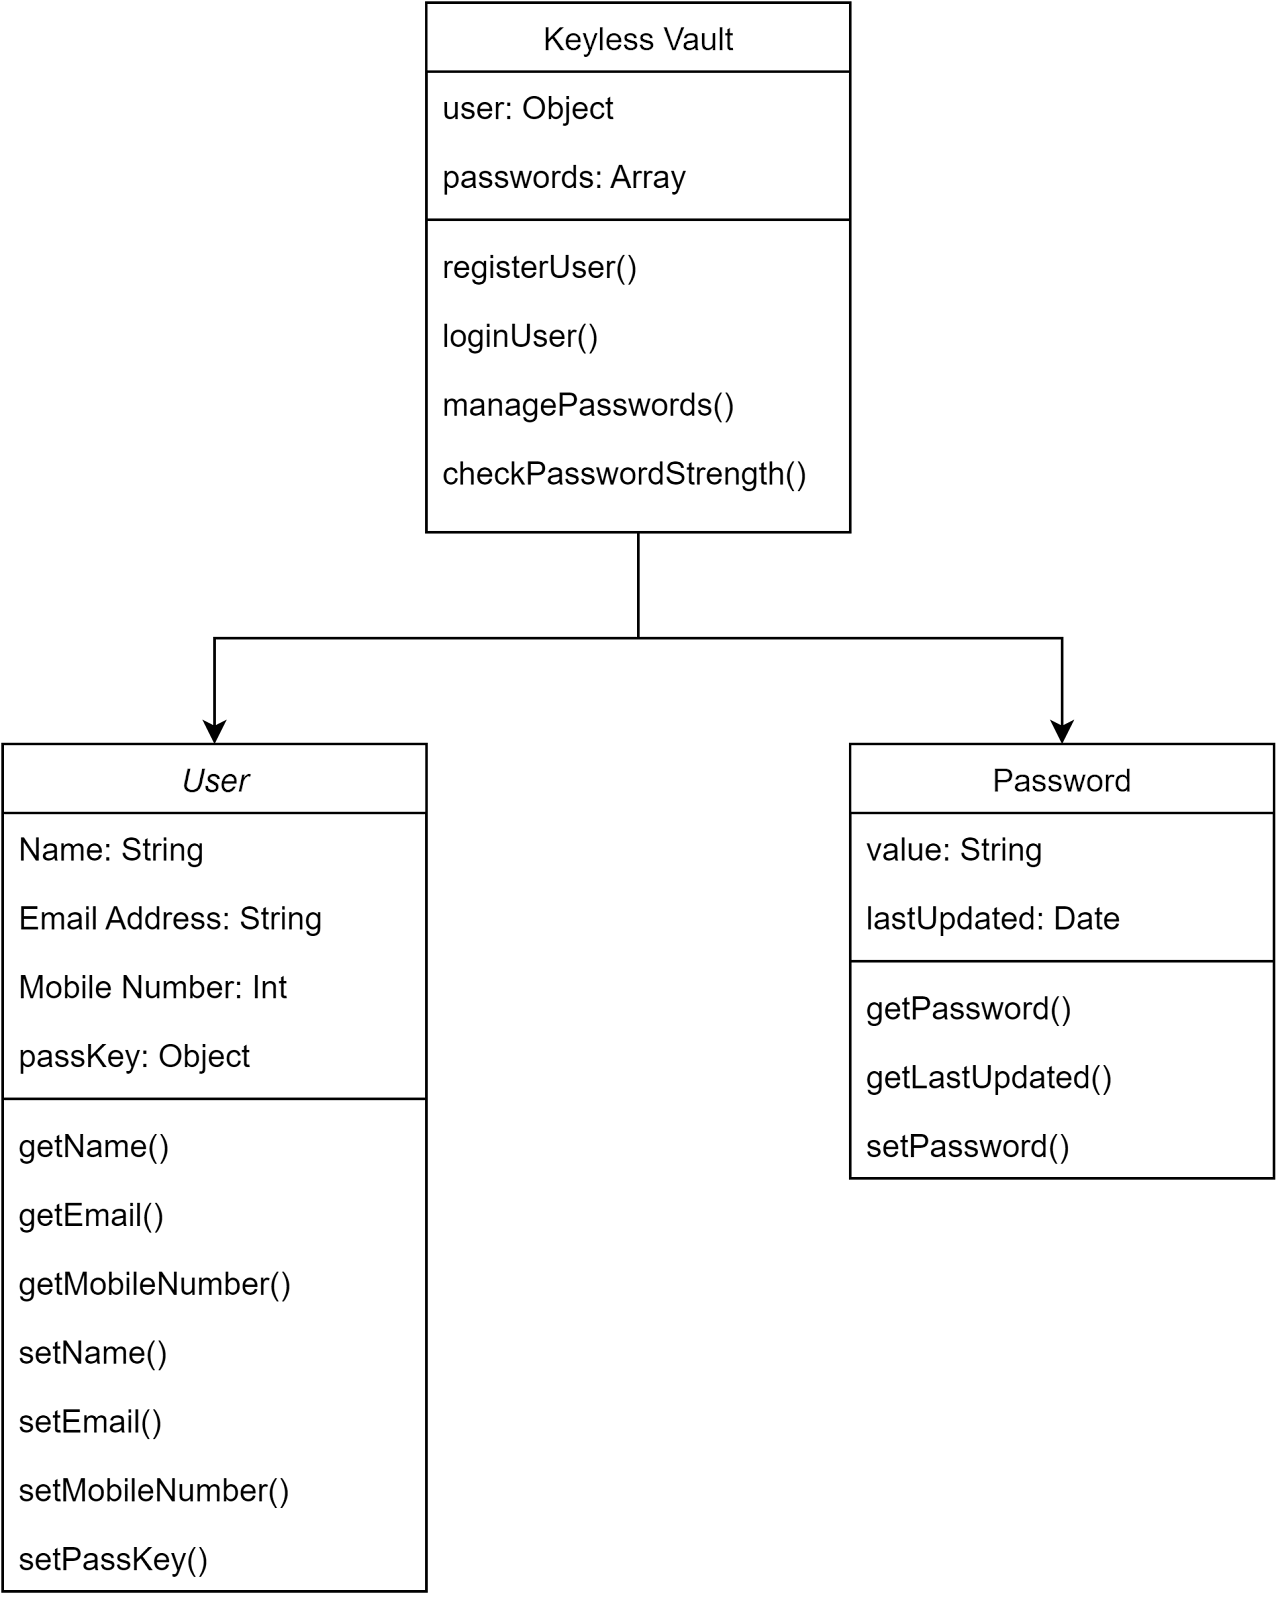 Keyless Vault
user: Object
passwords: Array
registerUser()
loginUser()
managePasswords()
checkPasswordStrength()
User
Name: String
Email Address: String
Mobile Number: Int
passKey: Object
getName()
getEmail()
getMobileNumber()
setName()
setEmail()
setMobileNumber()
setPassKey()
Password
value: String
lastUpdated: Date
getPassword()
getLastUpdated()
setPassword()